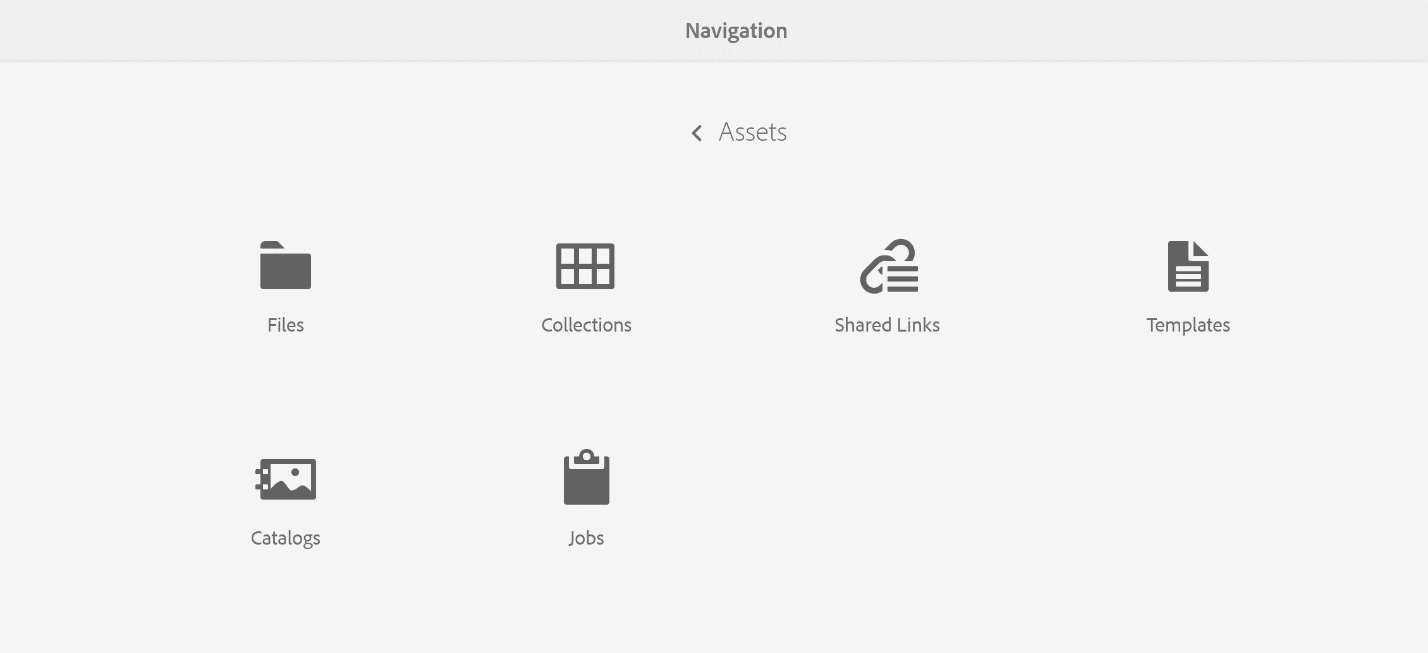 Navigation
Assets
Files
Collections
Shared Links
Templates
Catalogs
Jobs